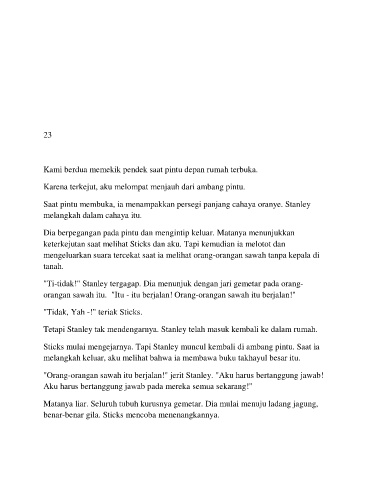 23
Kami berdua memekik pendek saat pintu depan rumah terbuka.
Karena terkejut, aku melompat menjauh dari ambang pintu.
Saat pintu membuka, ia menampakkan persegi panjang cahaya oranye. Stanley
melangkah dalam cahaya itu.
Dia berpegangan pada pintu dan mengintip keluar. Matanya menunjukkan
keterkejutan saat melihat Sticks dan aku. Tapi kemudian ia melotot dan
mengeluarkan suara tercekat saat ia melihat orang-orangan sawah tanpa kepala di
tanah.
"Ti-tidak!" Stanley tergagap. Dia menunjuk dengan jari gemetar pada orang-
orangan sawah itu.  "Itu - itu berjalan! Orang-orangan sawah itu berjalan!"
"Tidak, Yah -!" teriak Sticks.
Tetapi Stanley tak mendengarnya. Stanley telah masuk kembali ke dalam rumah.
Sticks mulai mengejarnya. Tapi Stanley muncul kembali di ambang pintu. Saat ia
melangkah keluar, aku melihat bahwa ia membawa buku takhayul besar itu.
"Orang-orangan sawah itu berjalan!" jerit Stanley. "Aku harus bertanggung jawab!
Aku harus bertanggung jawab pada mereka semua sekarang!"
Matanya liar. Seluruh tubuh kurusnya gemetar. Dia mulai menuju ladang jagung,
benar-benar gila. Sticks mencoba menenangkannya.